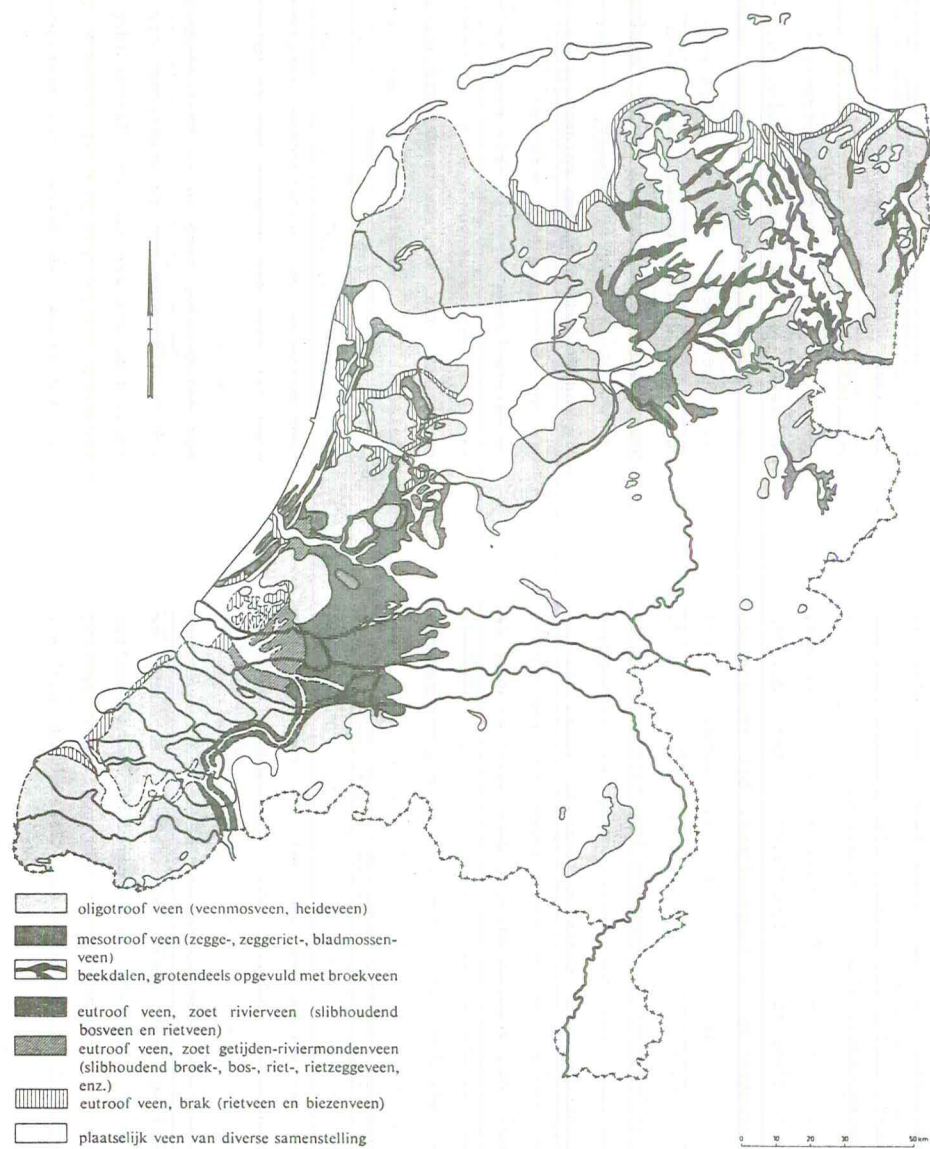 oligotroof veen (veenmosveen, heideveen)
mesotroof veen (zegge-, zeggeriet-, bladmossen-
veen)
beekdalen, grotendeels opgevuld met broekveen
eutroof veen, zoet rivierveen (slibhoudend
bosveen en rietveen)
eutroof veen, zoet getijden-riviermondenveen
(slibhoudend broek-, bos-, riet-, rietzeggeveen,
enz.)
eutroof veen, brak (rietveen en biezenveen)
plaatselijk veen van diverse samenstelling
0 10 20 30 50 km